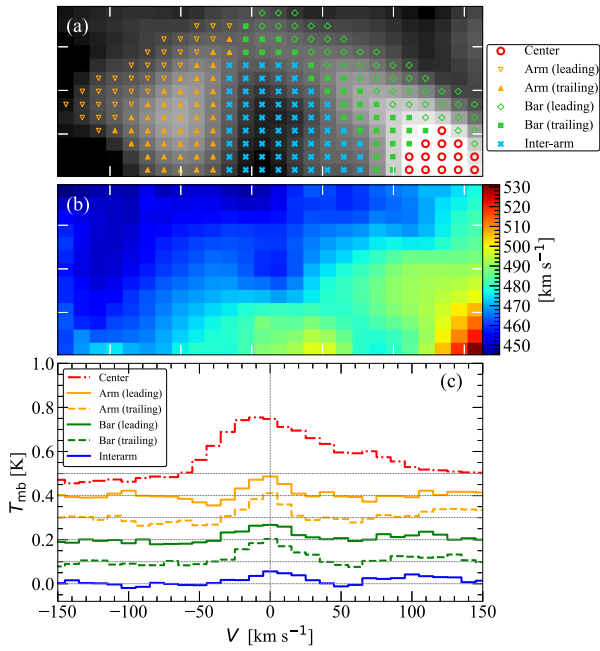 (a)
Center
Arm (leading)
Arm (trailing)
Bar (leading)
Bar (trailing)
Inter-arm
(b)
530
520
510
500
490
480
470
460
450
[km s⁻¹]
(c)
Center
Arm (leading)
Arm (trailing)
Bar (leading)
Bar (trailing)
Interarm
1.0
0.8
0.6
0.4
0.2
0.0
T_mb [K]
−150 −100 −50 0 50 100 150
V [km s⁻¹]